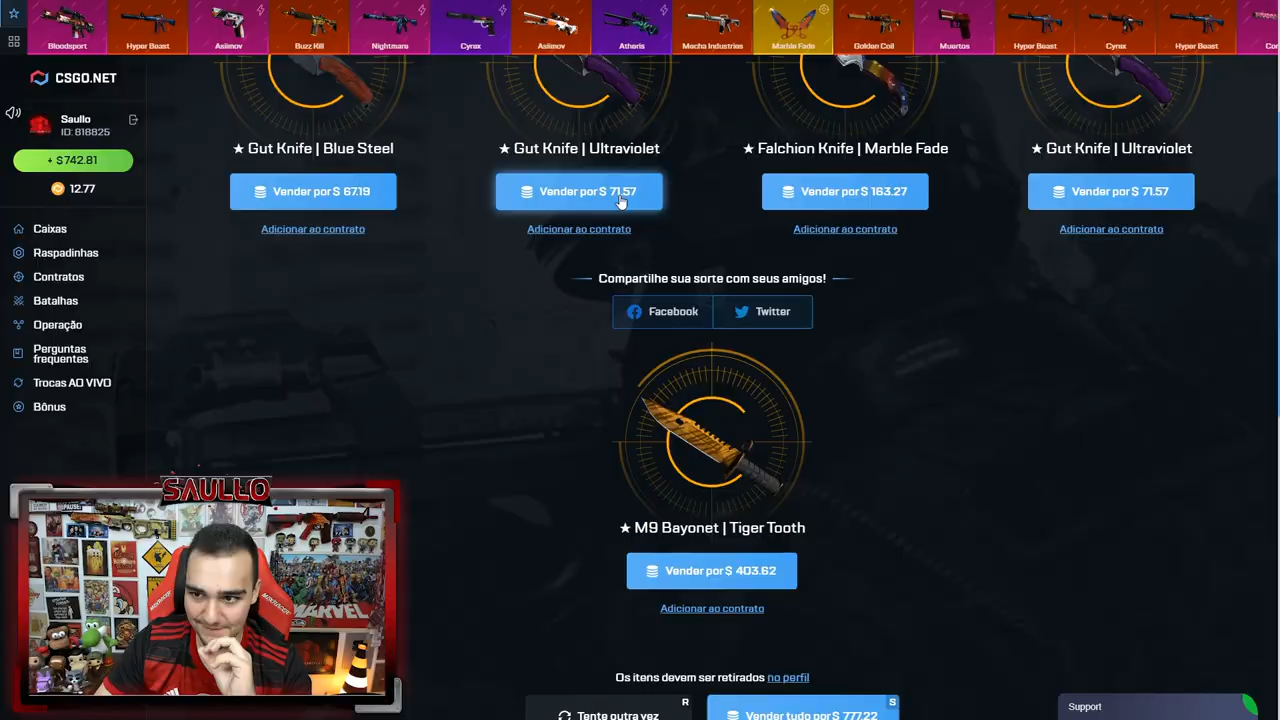 Bloodsport
Hyper Beast
Asiimov
Buzz Kill
Nightmare
Cyrex
Asiimov
Atheris
Mecha Industries
Marble Fade
Golden Coil
Muertos
Hyper Beast
Cyrex
Hyper Beast
CSGO.NET
Saullo
ID: 818825
+ $742.81
12.77
Caixas
Raspadinhas
Contratos
Batalhas
Operação
Perguntas
frequentes
Trocas AO VIVO
Bônus
★ Gut Knife | Blue Steel
★ Gut Knife | Ultraviolet
★ Falchion Knife | Marble Fade
★ Gut Knife | Ultraviolet
Vender por $ 67.19
Vender por $ 71.57
Vender por $ 163.27
Vender por $ 71.57
Adicionar ao contrato
Adicionar ao contrato
Adicionar ao contrato
Adicionar ao contrato
Compartilhe sua sorte com seus amigos!
Facebook
Twitter
★ M9 Bayonet | Tiger Tooth
Vender por $ 403.62
Adicionar ao contrato
Os itens devem ser retirados no perfil
R
Tente outra vez
S
Vender tudo por $ 777.22
Support
SAULLO
PAUSE:
MARVEL